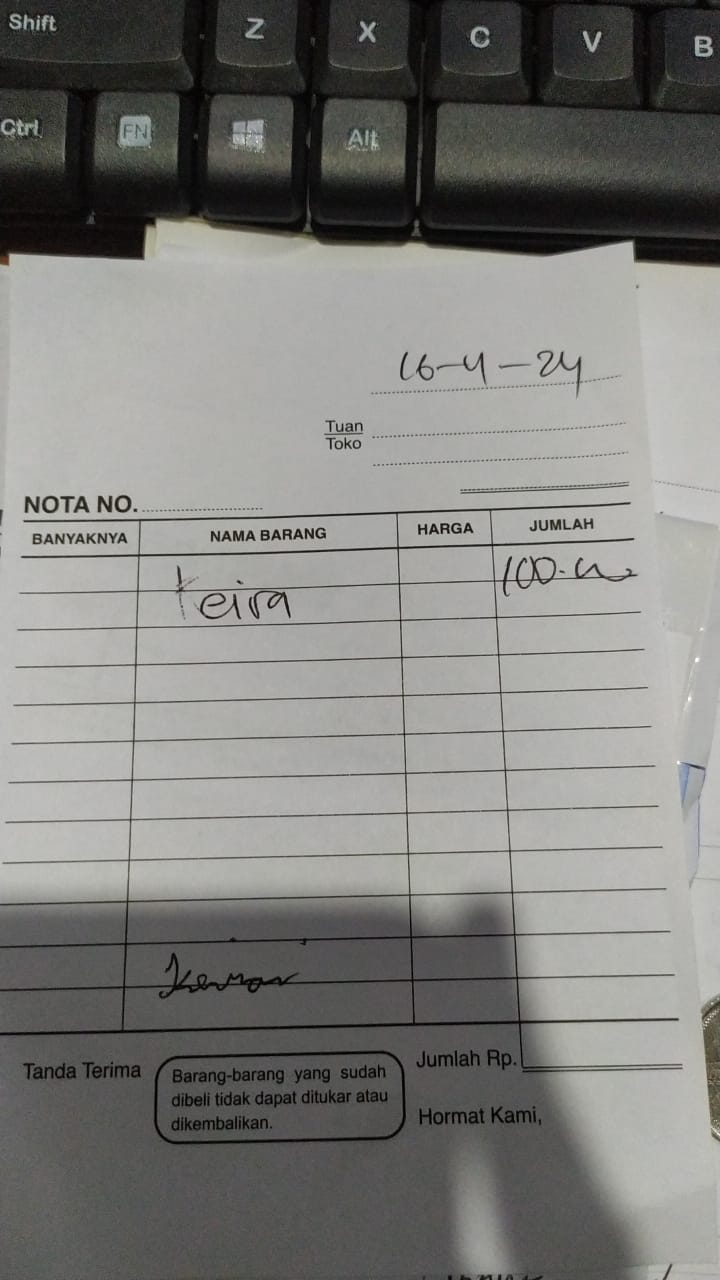 Shift Z X C V B
Ctrl FN Alt
16-4-24
Tuan
Toko
NOTA NO.
BANYAKNYA NAMA BARANG HARGA JUMLAH
keira
Tanda Terima
Barang-barang yang sudah
dibeli tidak dapat ditukar atau
dikembalikan.
Jumlah Rp.
Hormat Kami,